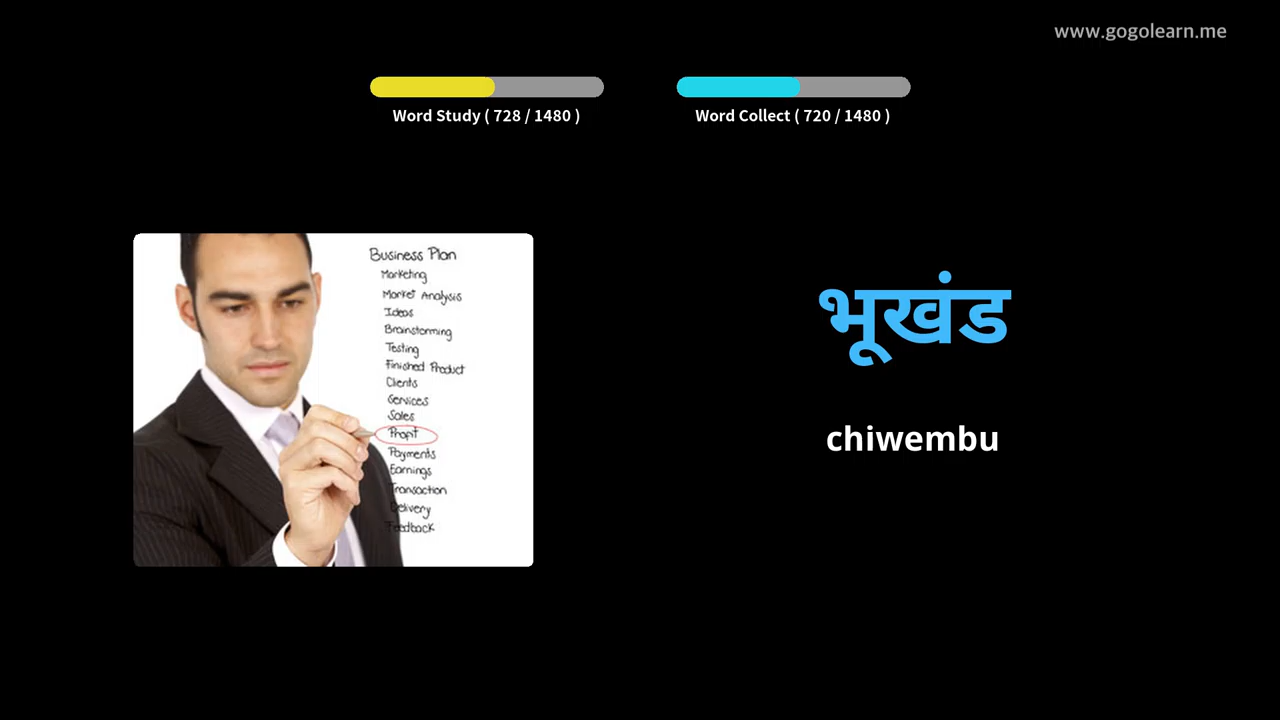 www.gogolearn.me
Word Study ( 728 / 1480 )
Word Collect ( 720 / 1480 )
Business Plan
Marketing
Market Analysis
Ideas
Brainstorming
Testing
Finished Product
Clients
Services
Sales
Profit
Payments
Earnings
Transaction
Delivery
Feedback
भूखंड
chiwembu